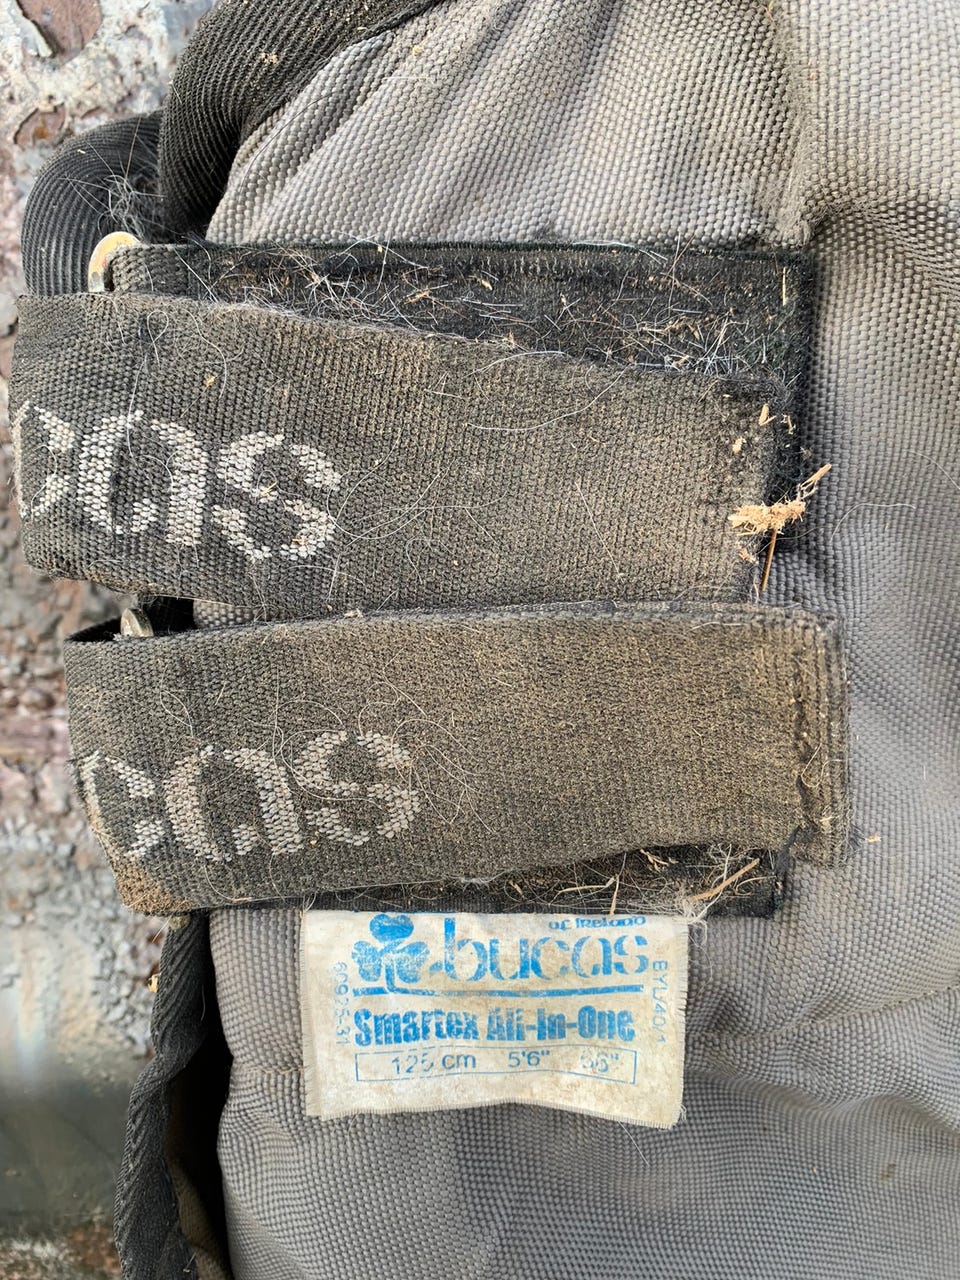 cas
cas
of Ireland
bucas
Smartex All-In-One
125 cm 5'6" 66"